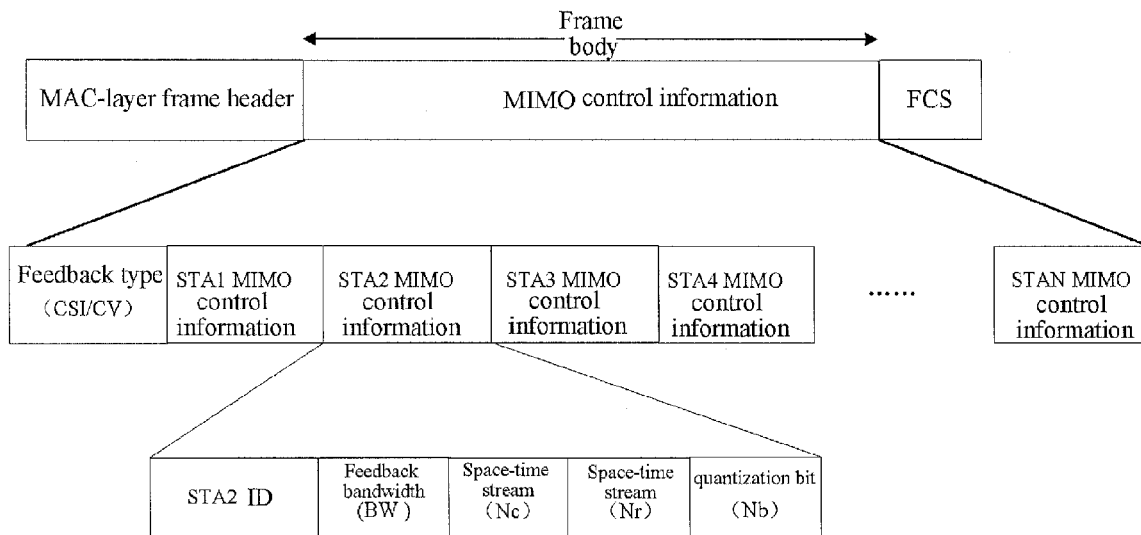 Frame
body
MAC-layer frame header
MIMO control information
FCS
Feedback type
（CSI/CV）
STA1 MIMO
control
information
STA2 MIMO
control
information
STA3 MIMO
control
information
STA4 MIMO
control
information
......
STAN MIMO
control
information
STA2 ID
Feedback
bandwidth
(BW )
Space-time
stream
（Nc）
Space-time
stream
（Nr）
quantization bit
（Nb）